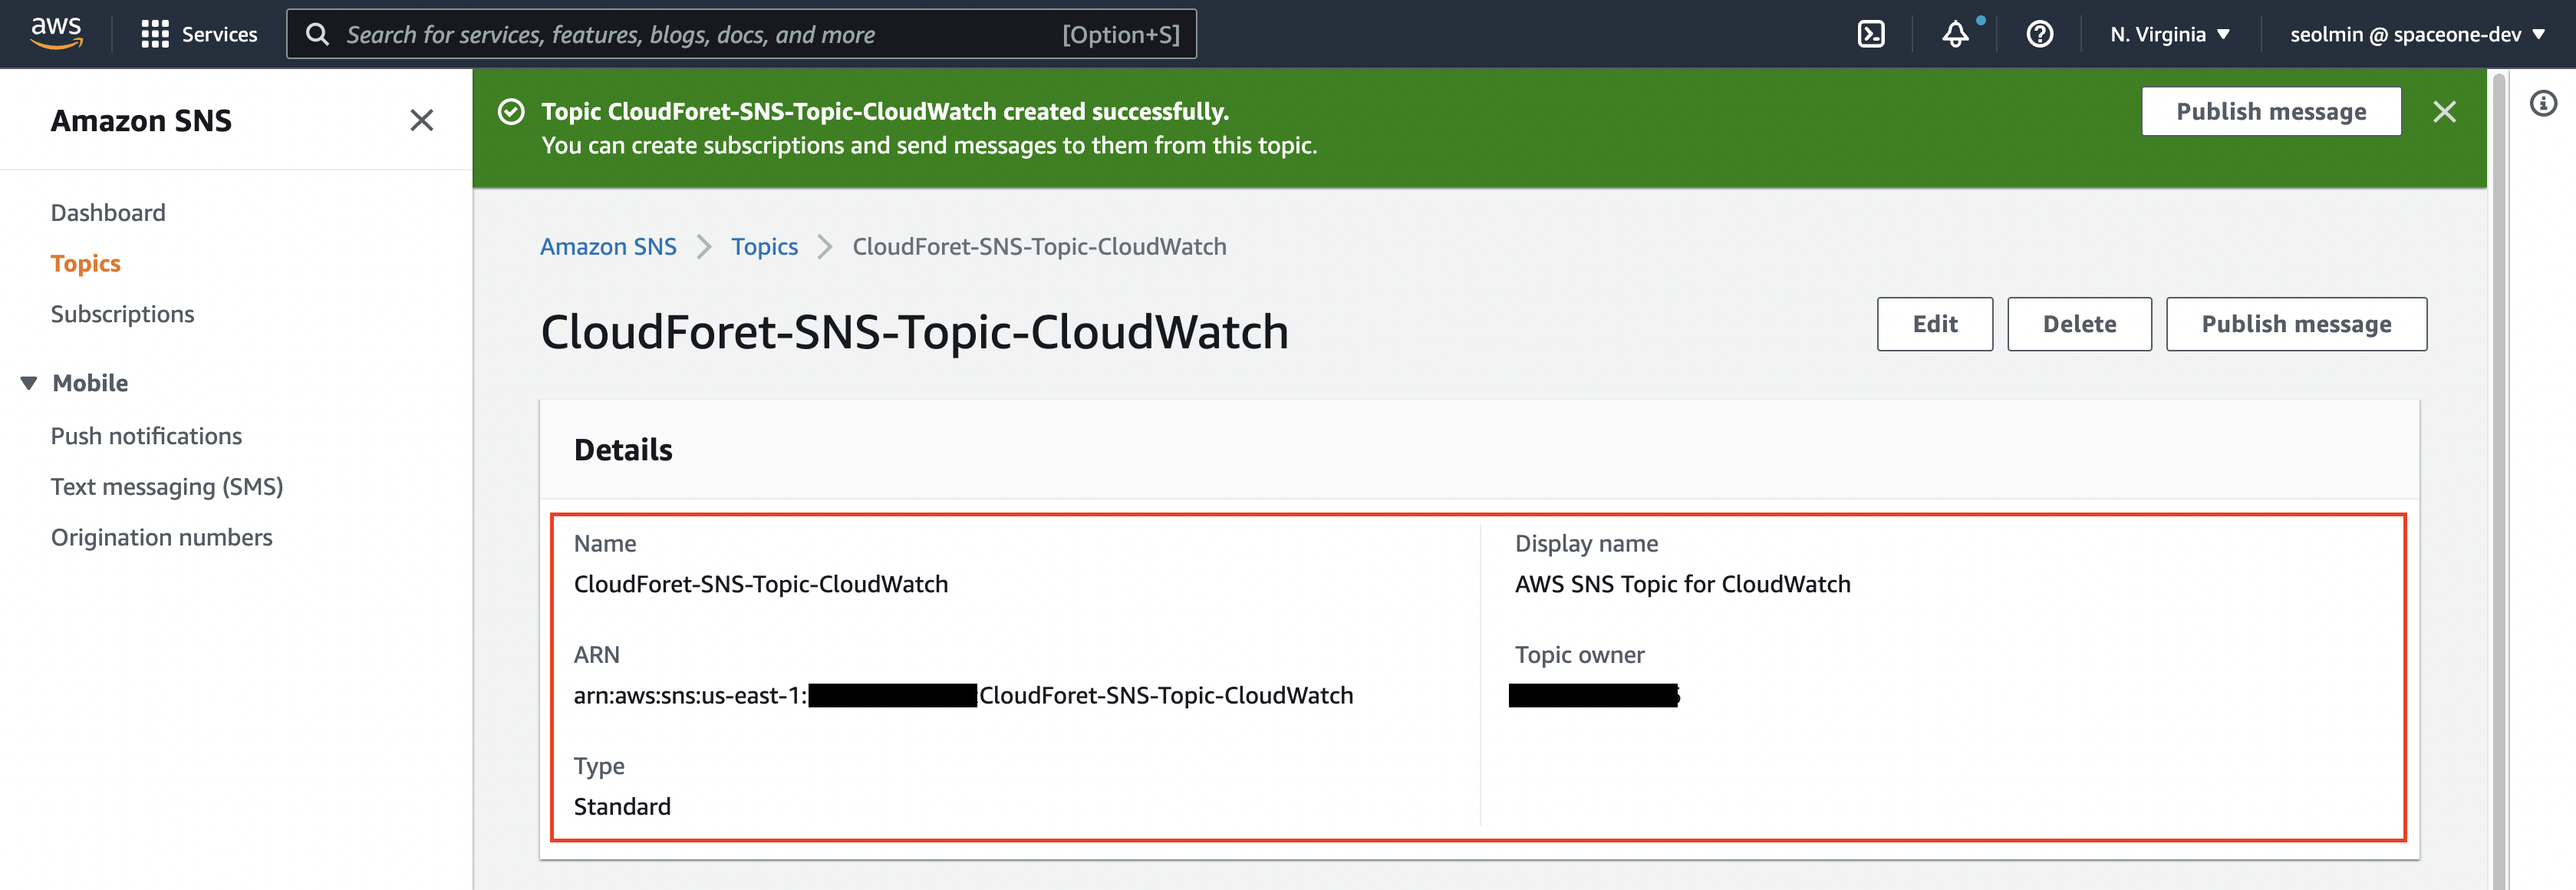 aws
Services
Search for services, features, blogs, docs, and more
[Option+S]
N. Virginia
seolmin @ spaceone-dev
Amazon SNS
Dashboard
Topics
Subscriptions
Mobile
Push notifications
Text messaging (SMS)
Origination numbers
Topic CloudForet-SNS-Topic-CloudWatch created successfully.
You can create subscriptions and send messages to them from this topic.
Publish message
Amazon SNS
Topics
CloudForet-SNS-Topic-CloudWatch
CloudForet-SNS-Topic-CloudWatch
Edit
Delete
Publish message
Details
Name
CloudForet-SNS-Topic-CloudWatch
ARN
arn:aws:sns:us-east-1: CloudForet-SNS-Topic-CloudWatch
Type
Standard
Display name
AWS SNS Topic for CloudWatch
Topic owner